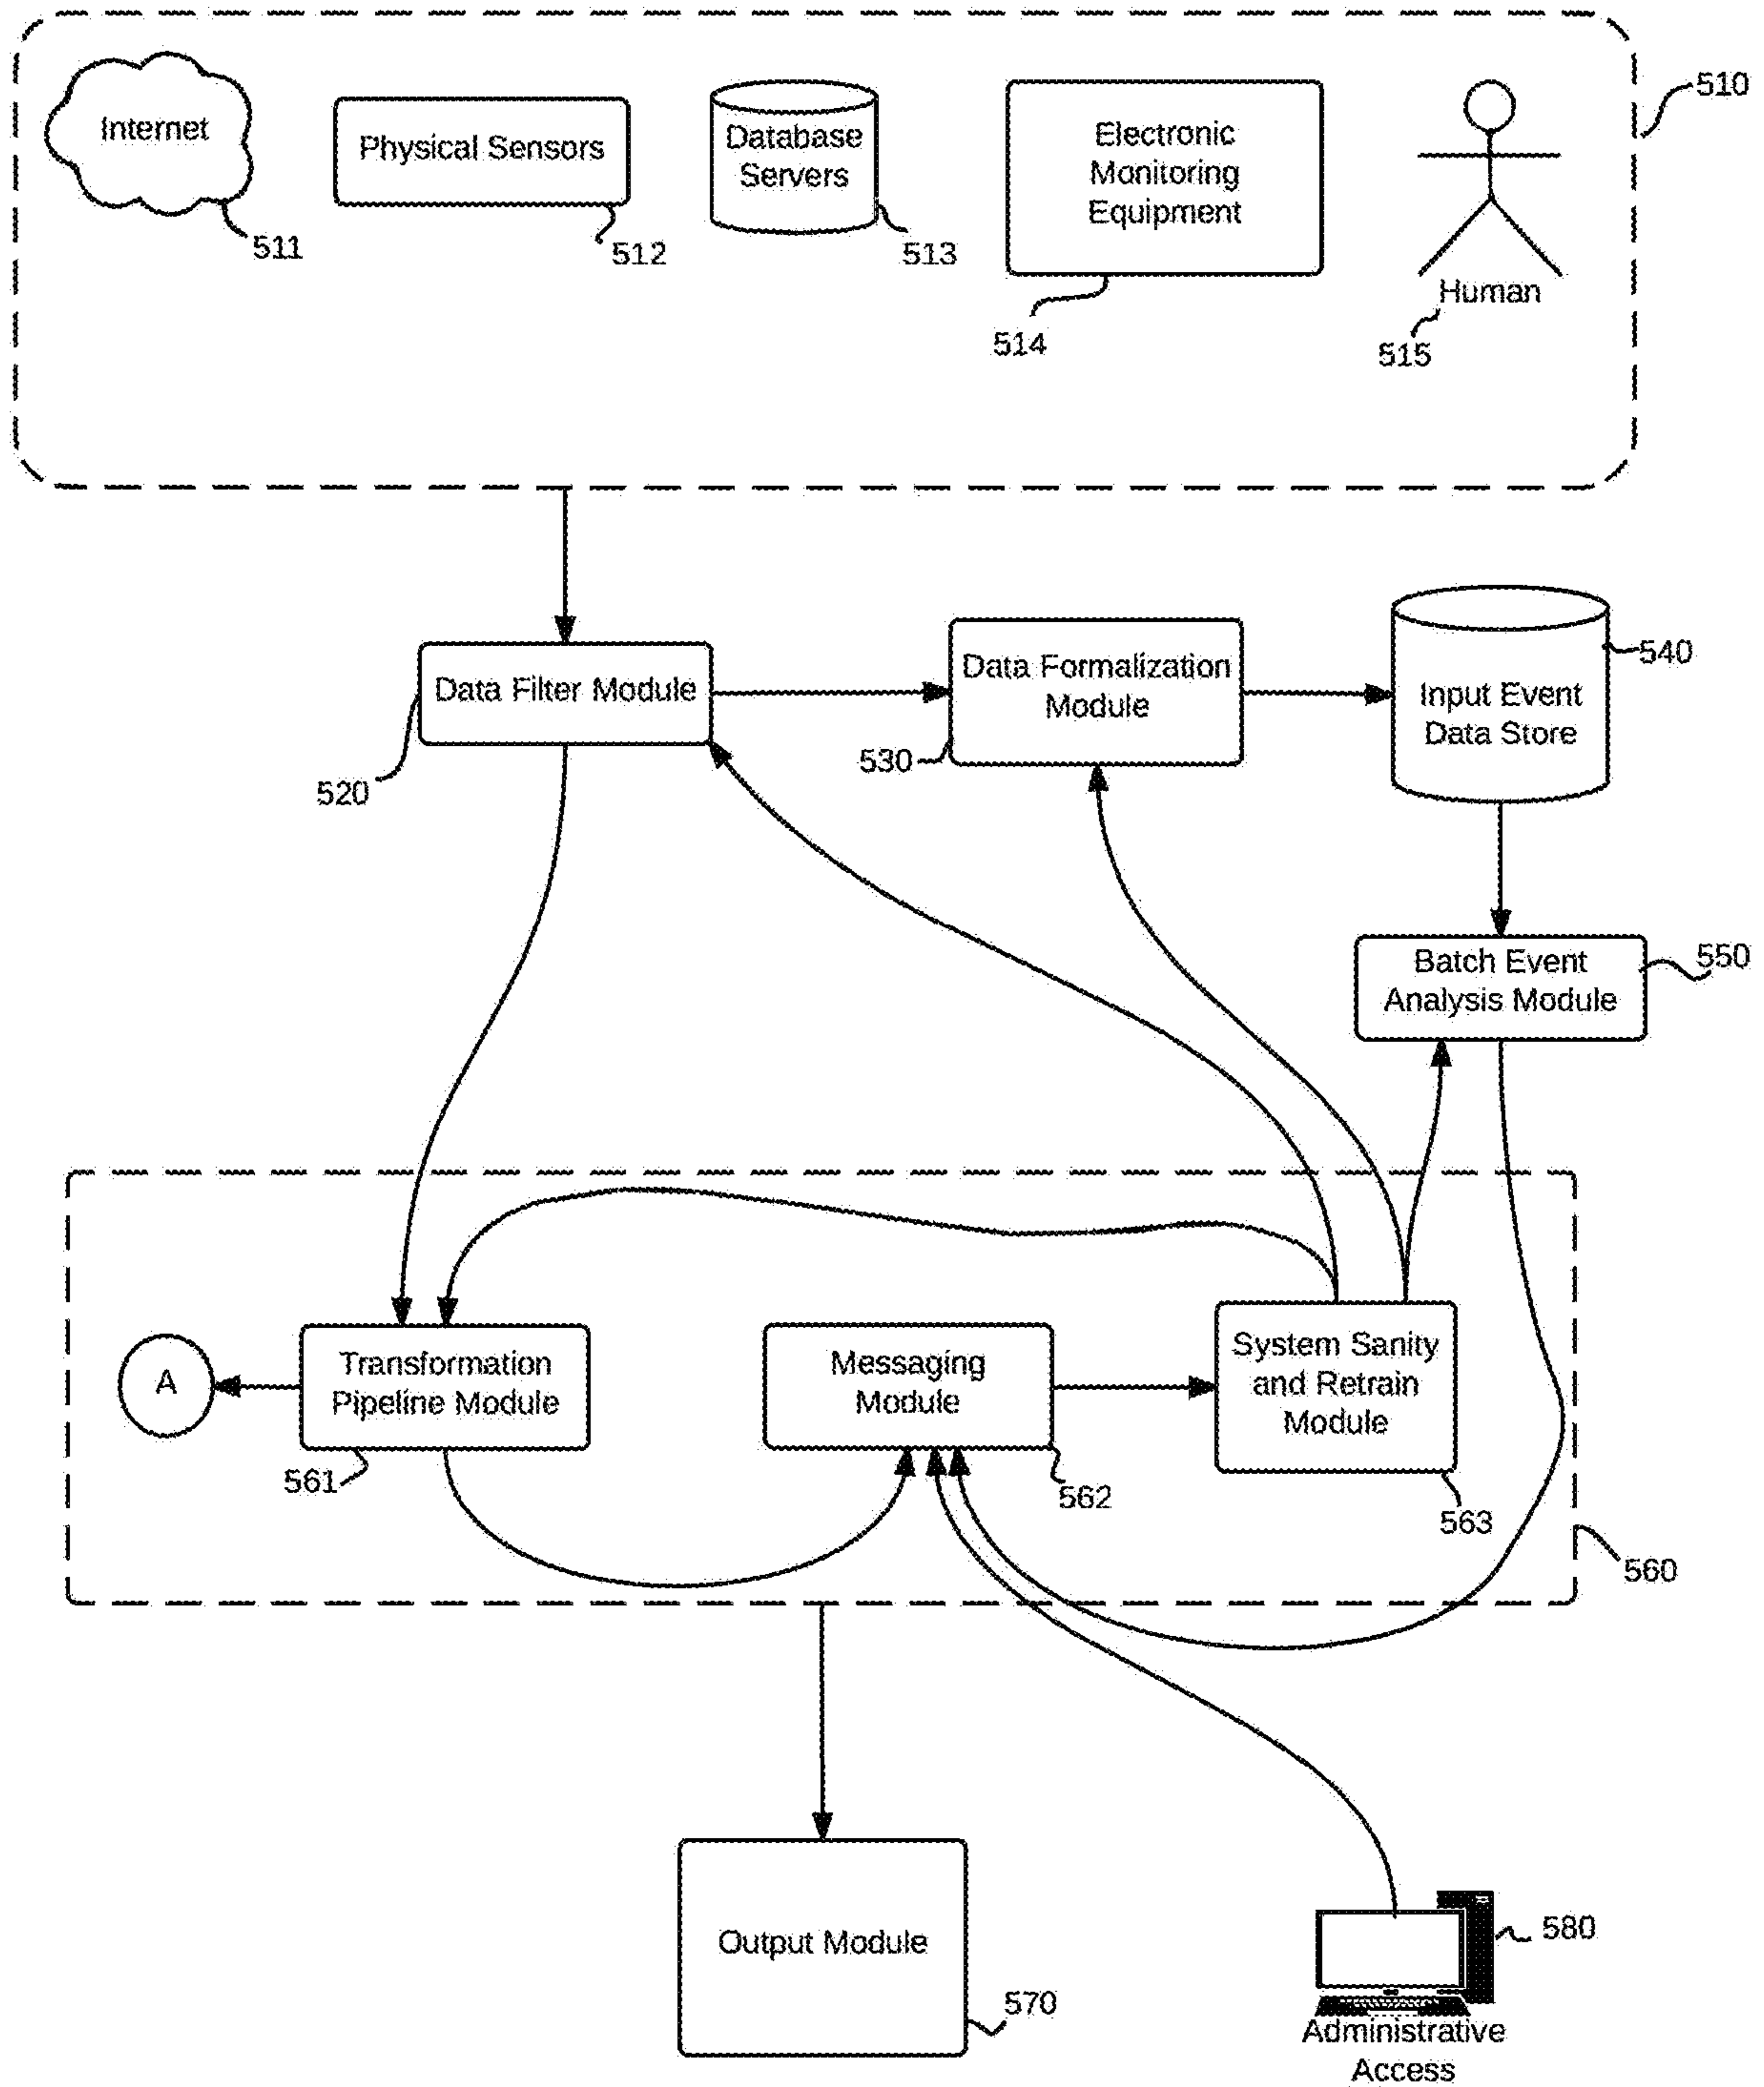 510
Internet
Physical Sensors
Database
Servers
Electronic
Monitoring
Equipment
Human
511
512
513
514
515
Data Filter Module
Data Formalization
Module
Input Event
Data Store
520
530
540
Batch Event
Analysis Module
550
A
Transformation
Pipeline Module
Messaging
Module
System Sanity
and Retrain
Module
561
562
563
560
Output Module
570
580
Administrative
Access